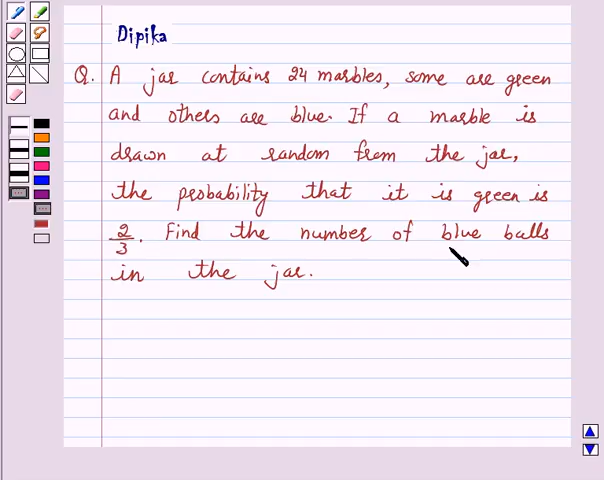 Dipika
Q. A jar contains 24 marbles, some are green
and others are blue. If a marble is
drawn at random from the jar,
the probability that it is green is
2/3. Find the number of blue balls
in the jar.